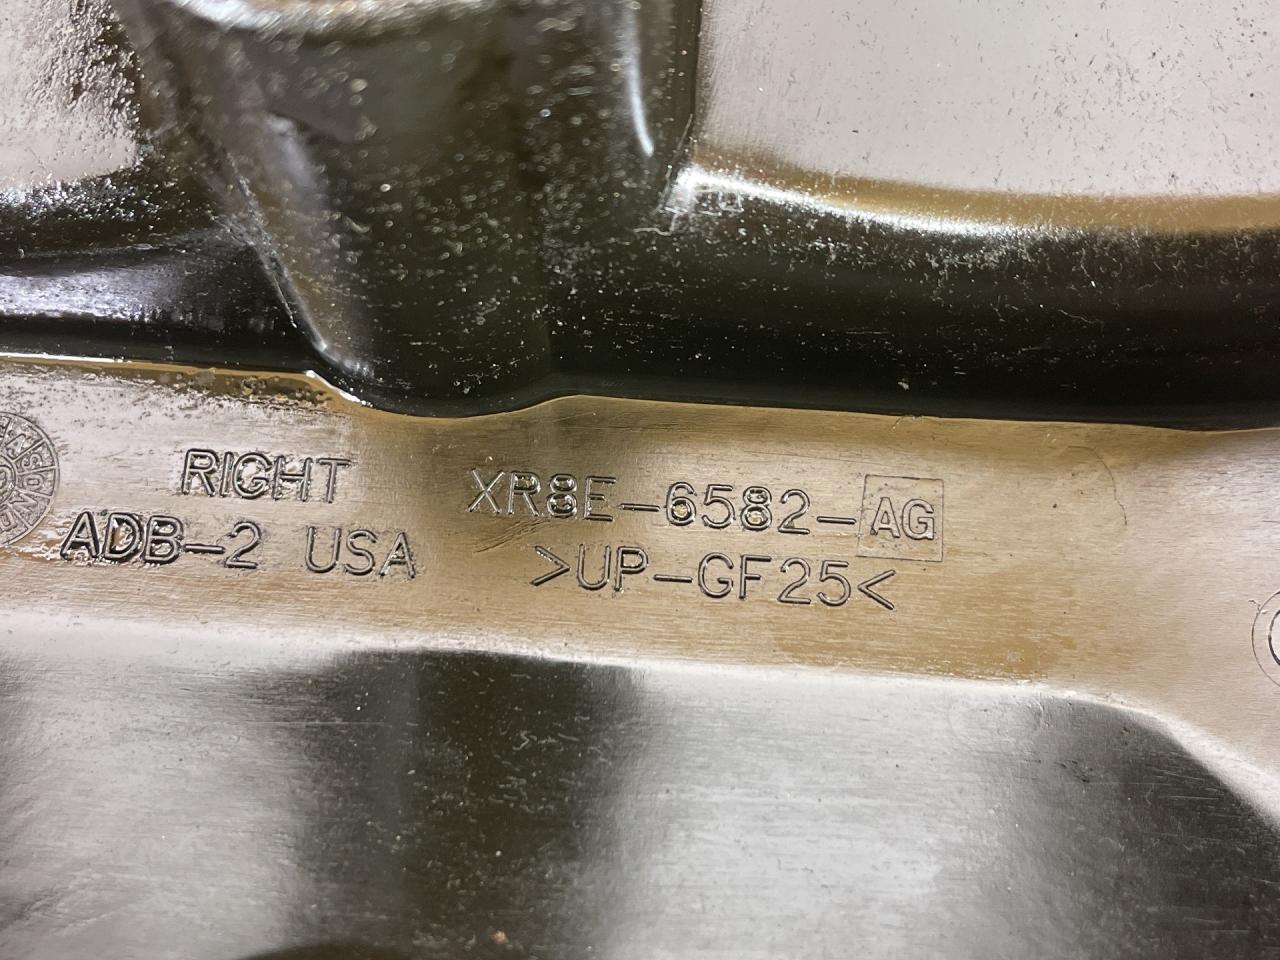 RIGHT
ADB-2 USA
XR8E-6582-AG
>UP-GF25<